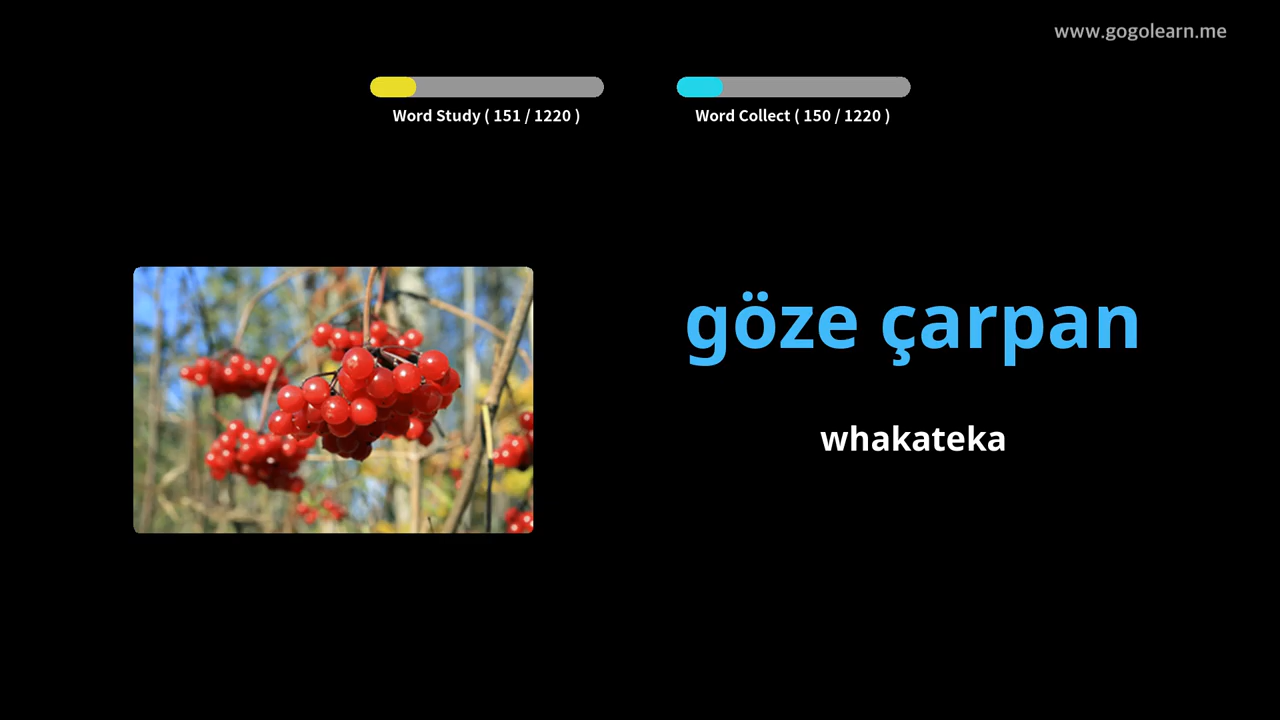 www.gogolearn.me
Word Study ( 151 / 1220 )
Word Collect ( 150 / 1220 )
göze çarpan
whakateka